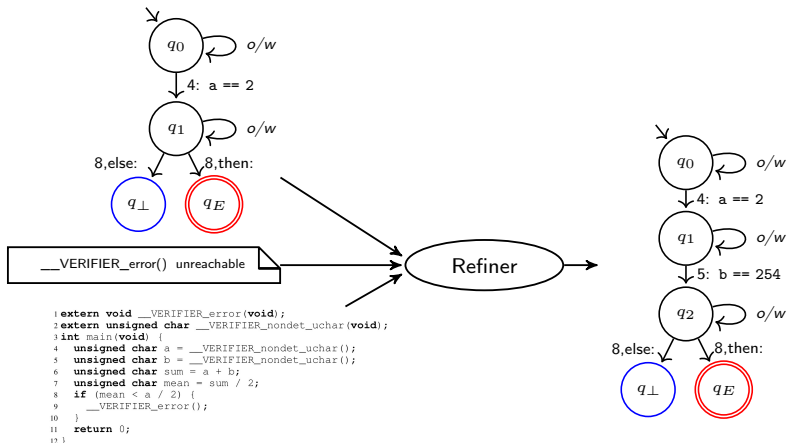 q0
o/w
4: a == 2
q1
o/w
8,else:
8,then:
q⊥
qE
__VERIFIER_error() unreachable
1 extern void __VERIFIER_error(void);
2 extern unsigned char __VERIFIER_nondet_uchar(void);
3 int main(void) {
4 unsigned char a = __VERIFIER_nondet_uchar();
5 unsigned char b = __VERIFIER_nondet_uchar();
6 unsigned char sum = a + b;
7 unsigned char mean = sum / 2;
8 if (mean < a / 2) {
9 __VERIFIER_error();
10 }
11 return 0;
12 }
Refiner
q0
o/w
4: a == 2
q1
o/w
5: b == 254
q2
o/w
8,else:
8,then:
q⊥
qE